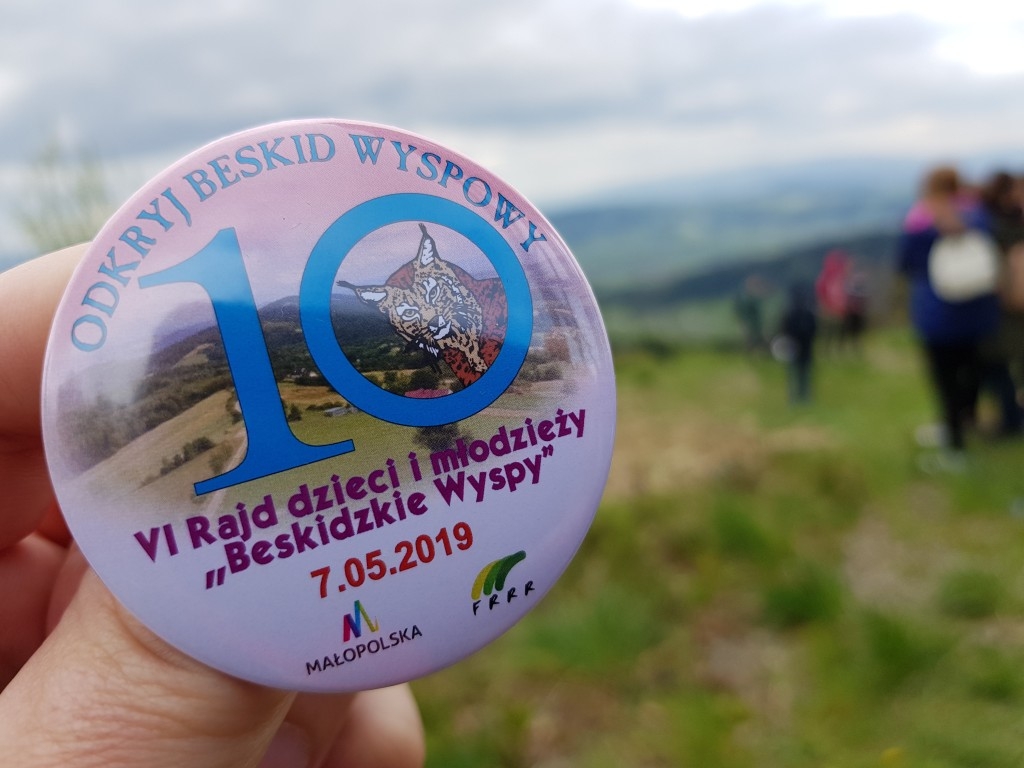 ODKRYJ BESKID WYSPOWY
10
VI Rajd dzieci i młodzieży
„Beskidzkie Wyspy”
7.05.2019
MAŁOPOLSKA
FRRR